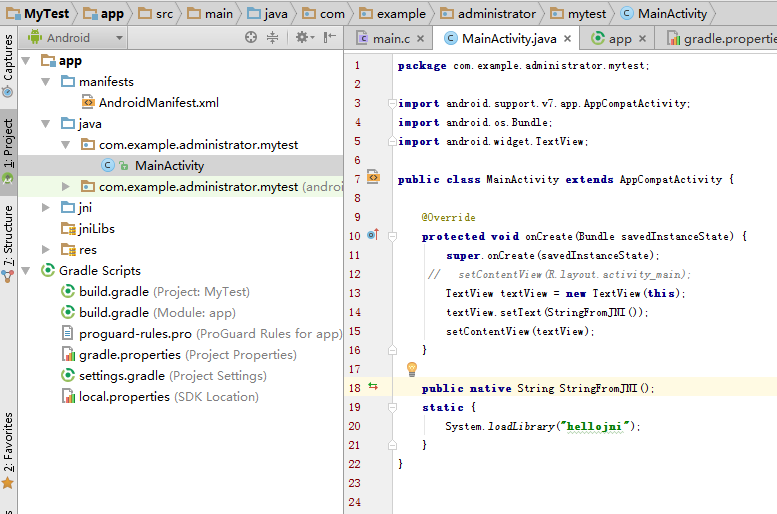 MyTest app src main java com example administrator mytest MainActivity
Captures
1: Project
7: Structure
2: Favorites
Android
app
manifests
AndroidManifest.xml
java
com.example.administrator.mytest
MainActivity
com.example.administrator.mytest (andro
jni
jniLibs
res
Gradle Scripts
build.gradle (Project: MyTest)
build.gradle (Module: app)
proguard-rules.pro (ProGuard Rules for app)
gradle.properties (Project Properties)
settings.gradle (Project Settings)
local.properties (SDK Location)
main.c MainActivity.java app gradle.properties
1 package com.example.administrator.mytest;
2
3 import android.support.v7.app.AppCompatActivity;
4 import android.os.Bundle;
5 import android.widget.TextView;
6
7 public class MainActivity extends AppCompatActivity {
8
9 @Override
10 protected void onCreate(Bundle savedInstanceState) {
11 super.onCreate(savedInstanceState);
12 // setContentView(R.layout.activity_main);
13 TextView textView = new TextView(this);
14 textView.setText(StringFromJNI());
15 setContentView(textView);
16 }
17
18 public native String StringFromJNI();
19 static {
20 System.loadLibrary("hellojni");
21 }
22 }
23
24